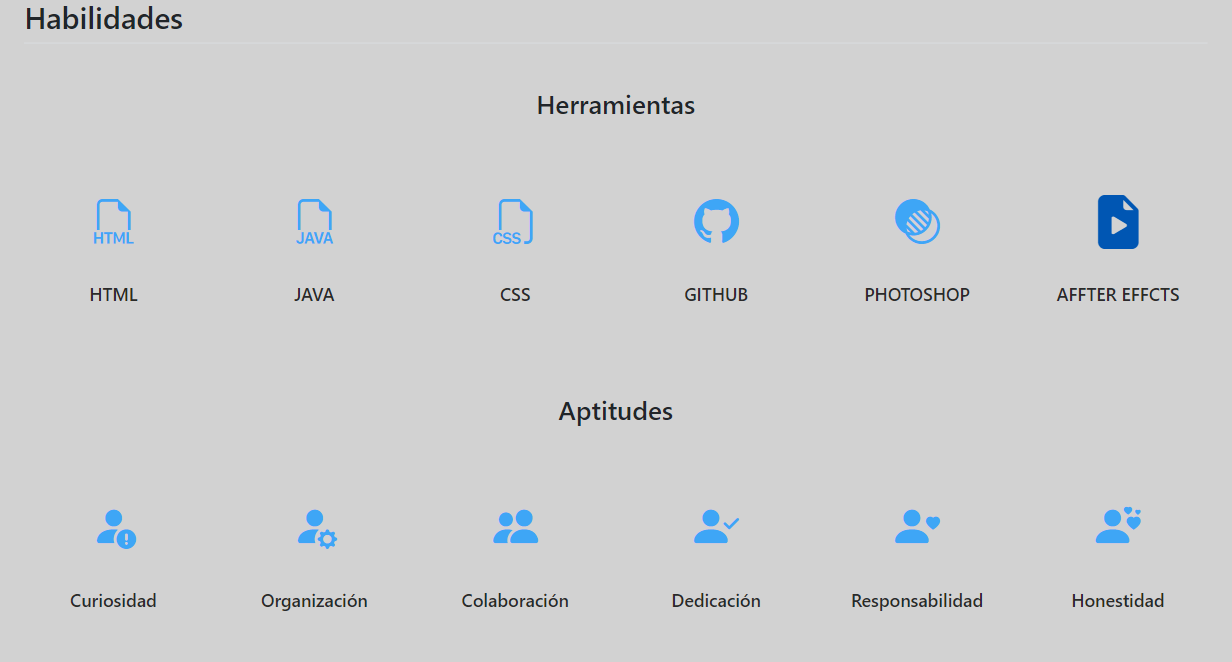 Habilidades
Herramientas
HTML JAVA CSS
HTML JAVA CSS GITHUB PHOTOSHOP AFFTER EFFCTS
Aptitudes
Curiosidad Organización Colaboración Dedicación Responsabilidad Honestidad